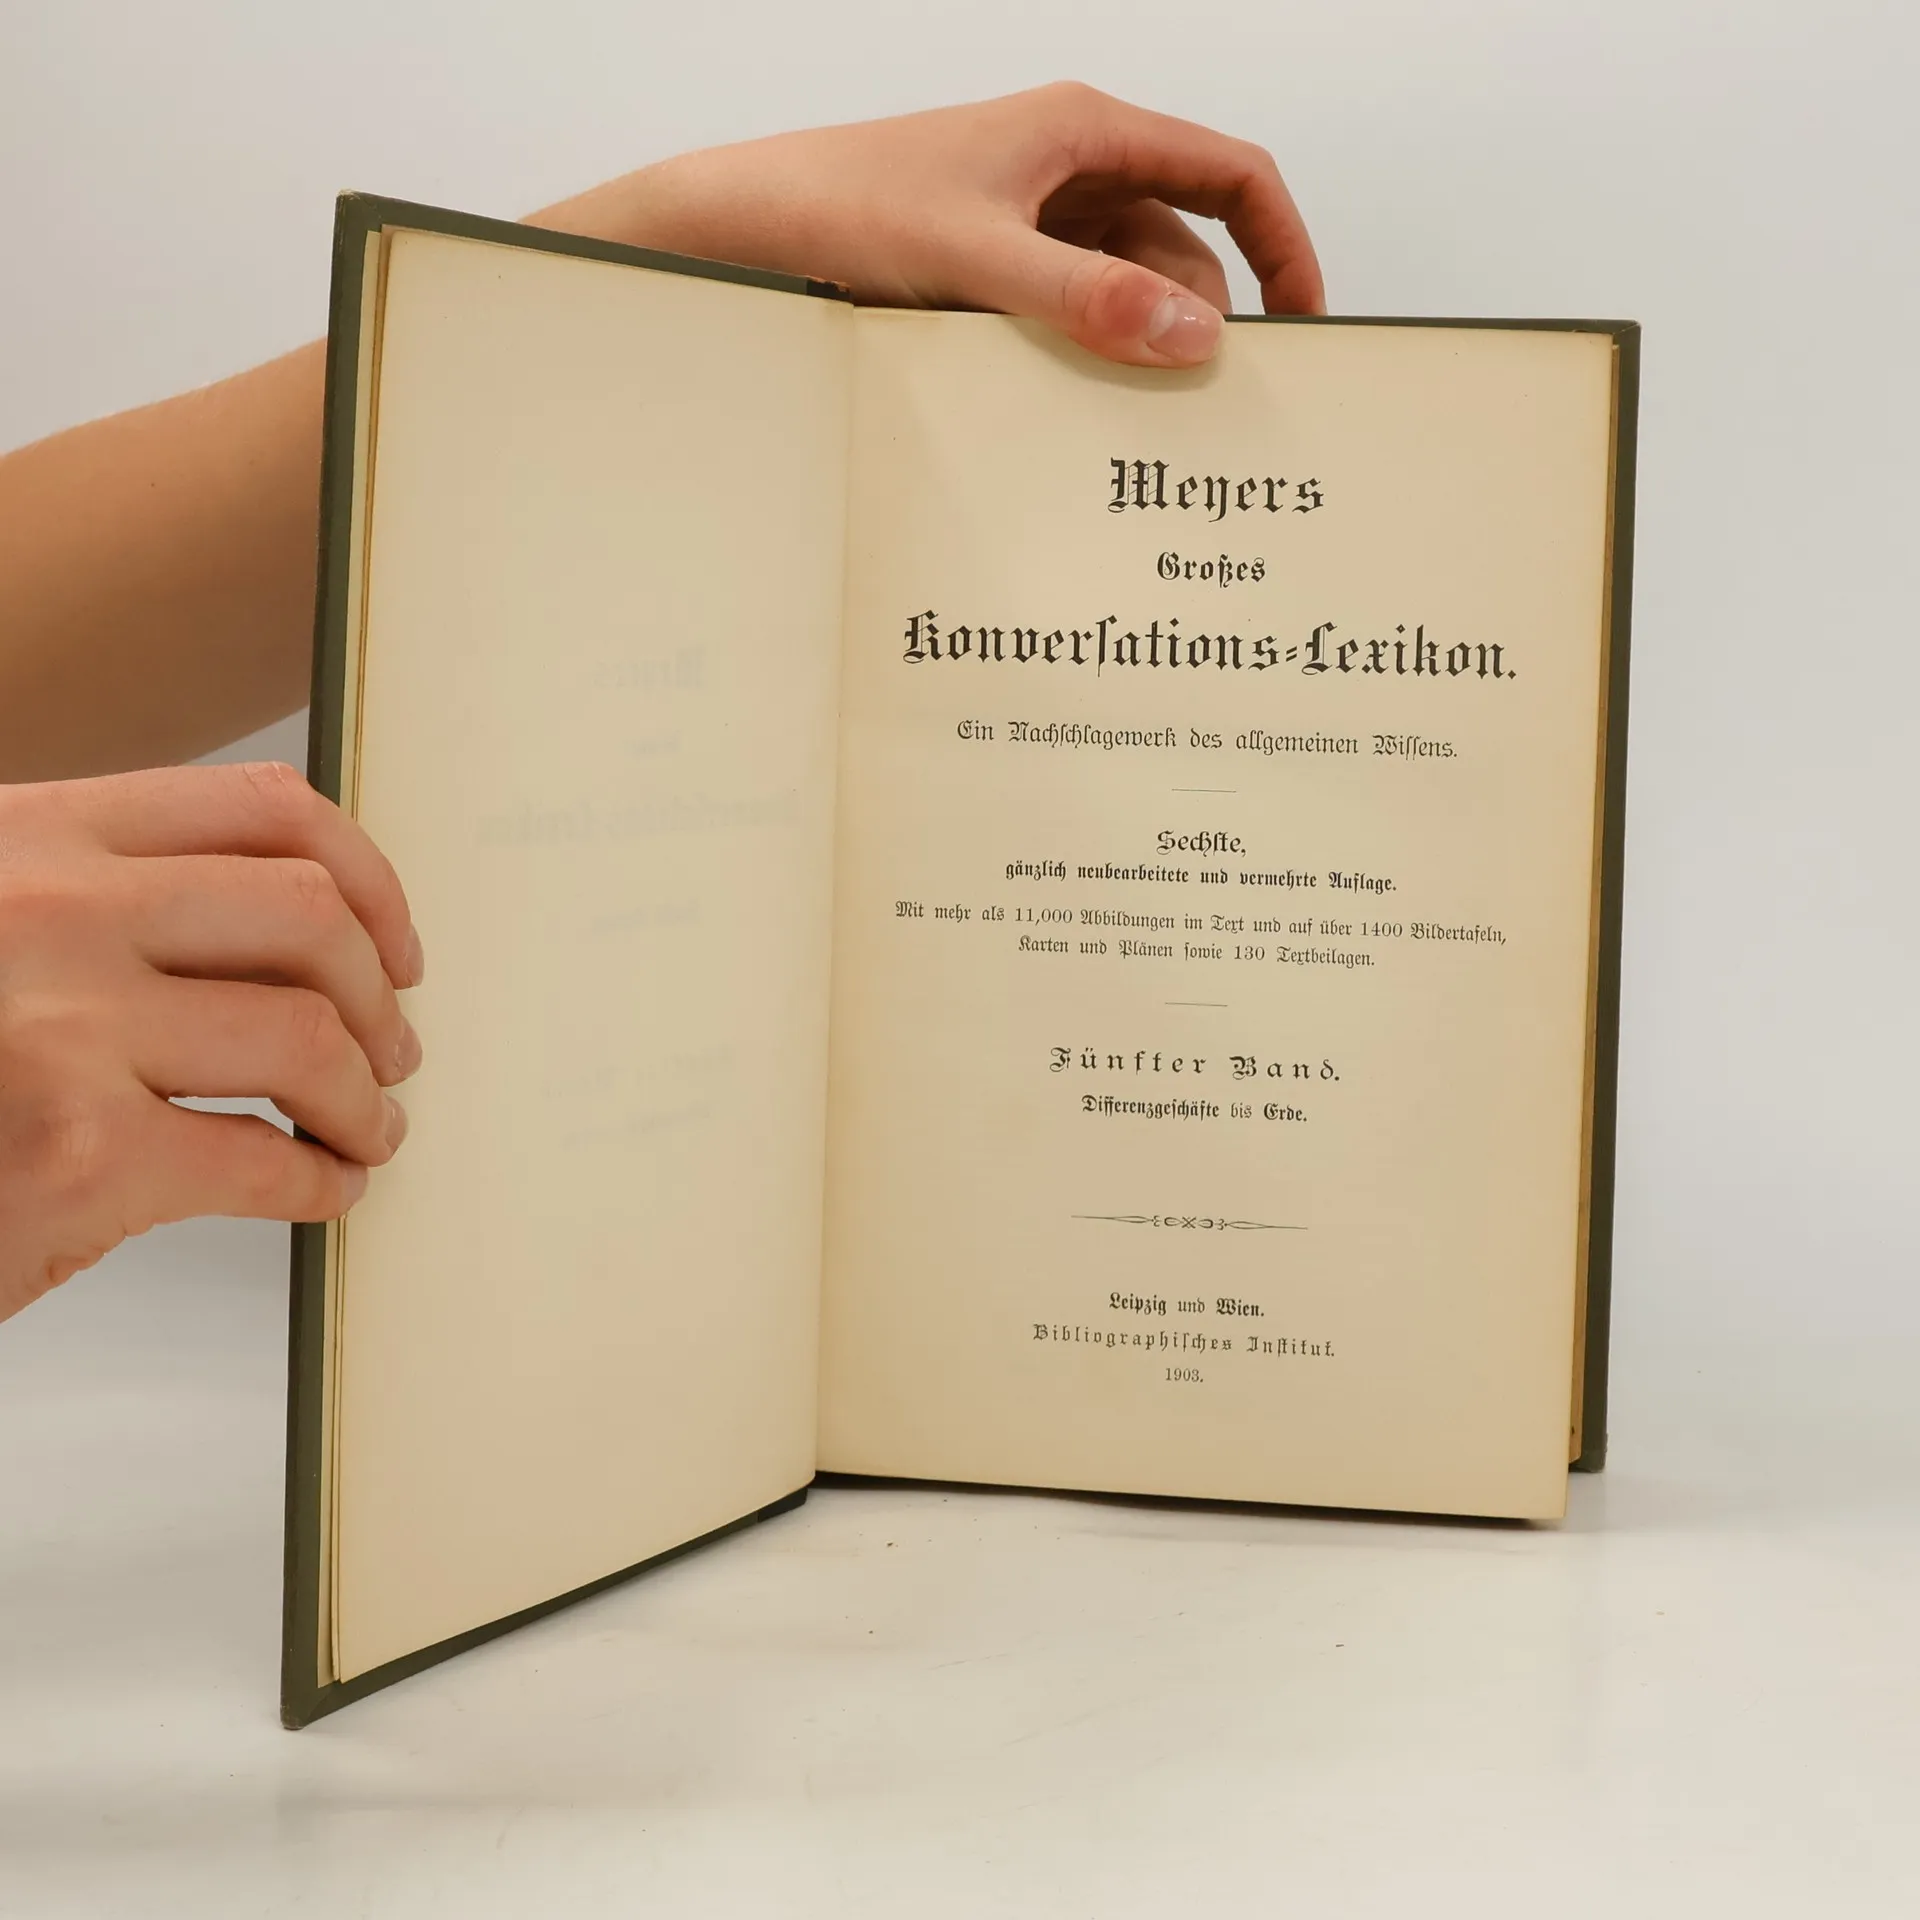 Meyers
Großes
Konverſations-Lexikon.
Ein Nachſchlagewerk des allgemeinen Wiſſens.
Sechſte,
gänzlich neubearbeitete und vermehrte Auflage.
Mit mehr als 11,000 Abbildungen im Text und auf über 1400 Bildertafeln,
Karten und Plänen ſowie 130 Textbeilagen.
Fünfter Band.
Differenzgeſchäfte bis Erde.
Leipzig und Wien.
Bibliographiſches Inſtitut.
1903.